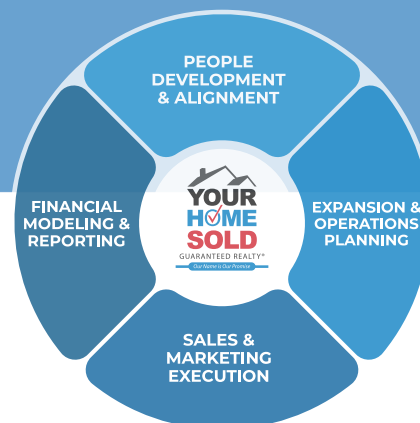 PEOPLE
DEVELOPMENT
& ALIGNMENT
FINANCIAL
MODELING &
REPORTING
YOUR
HOME
SOLD
GUARANTEED REALTY®
Our Name is Our Promise
EXPANSION &
OPERATIONS
PLANNING
SALES &
MARKETING
EXECUTION